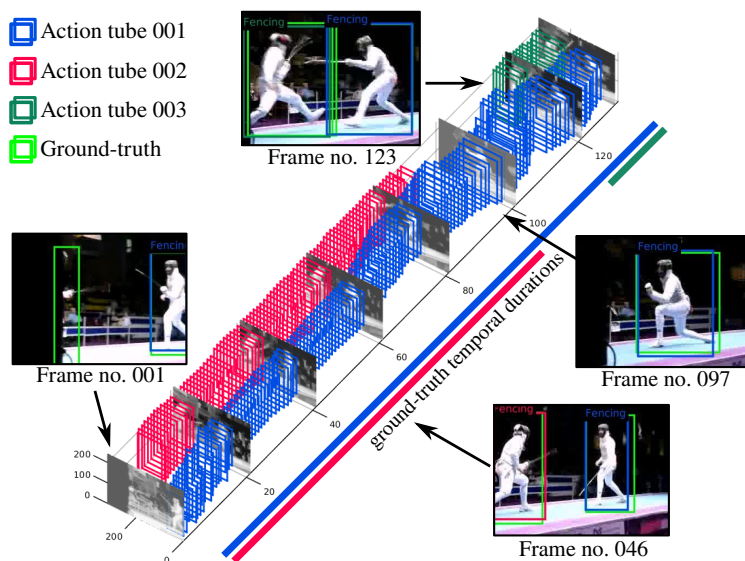 Action tube 001
Action tube 002
Action tube 003
Ground-truth
Fencing
Fencing
Frame no. 123
Fencing
Frame no. 001
Fencing
Frame no. 097
Fencing
Fencing
Frame no. 046
ground-truth temporal durations
200
100
0
200
0
0
20
40
60
80
100
120